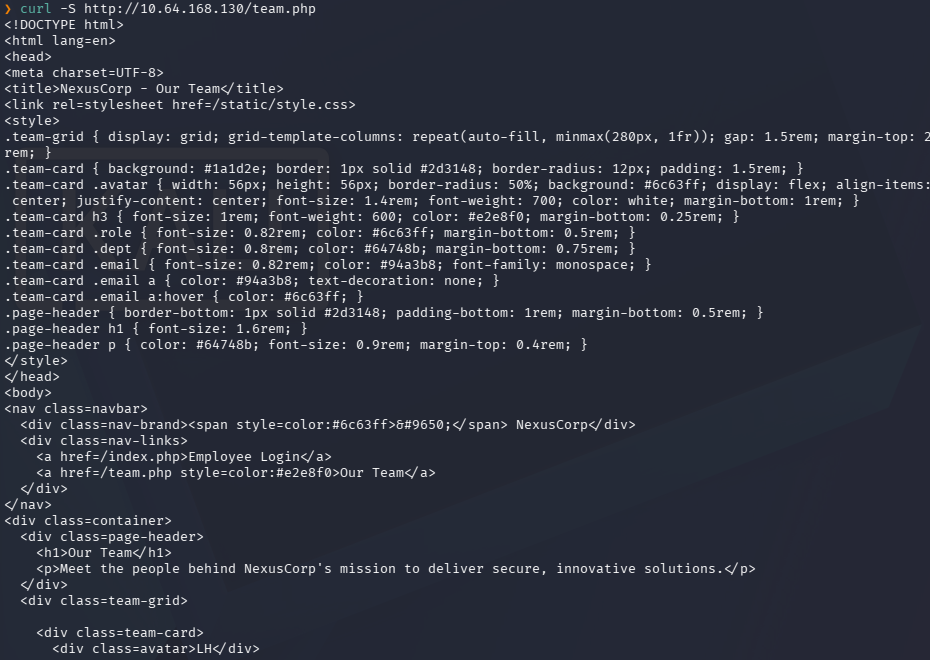 ❯ curl -S http://10.64.168.130/team.php
<!DOCTYPE html>
<html lang=en>
<head>
<meta charset=UTF-8>
<title>NexusCorp - Our Team</title>
<link rel=stylesheet href=/static/style.css>
<style>
.team-grid { display: grid; grid-template-columns: repeat(auto-fill, minmax(280px, 1fr)); gap: 1.5rem; margin-top: 2
rem; }
.team-card { background: #1a1d2e; border: 1px solid #2d3148; border-radius: 12px; padding: 1.5rem; }
.team-card .avatar { width: 56px; height: 56px; border-radius: 50%; background: #6c63ff; display: flex; align-items:
 center; justify-content: center; font-size: 1.4rem; font-weight: 700; color: white; margin-bottom: 1rem; }
.team-card h3 { font-size: 1rem; font-weight: 600; color: #e2e8f0; margin-bottom: 0.25rem; }
.team-card .role { font-size: 0.82rem; color: #6c63ff; margin-bottom: 0.5rem; }
.team-card .dept { font-size: 0.8rem; color: #64748b; margin-bottom: 0.75rem; }
.team-card .email { font-size: 0.82rem; color: #94a3b8; font-family: monospace; }
.team-card .email a { color: #94a3b8; text-decoration: none; }
.team-card .email a:hover { color: #6c63ff; }
.page-header { border-bottom: 1px solid #2d3148; padding-bottom: 1rem; margin-bottom: 0.5rem; }
.page-header h1 { font-size: 1.6rem; }
.page-header p { color: #64748b; font-size: 0.9rem; margin-top: 0.4rem; }
</style>
</head>
<body>
<nav class=navbar>
  <div class=nav-brand><span style=color:#6c63ff>&#9650;</span> NexusCorp</div>
  <div class=nav-links>
    <a href=/index.php>Employee Login</a>
    <a href=/team.php style=color:#e2e8f0>Our Team</a>
  </div>
</nav>
<div class=container>
  <div class=page-header>
    <h1>Our Team</h1>
    <p>Meet the people behind NexusCorp's mission to deliver secure, innovative solutions.</p>
  </div>
  <div class=team-grid>
    <div class=team-card>
      <div class=avatar>LH</div>